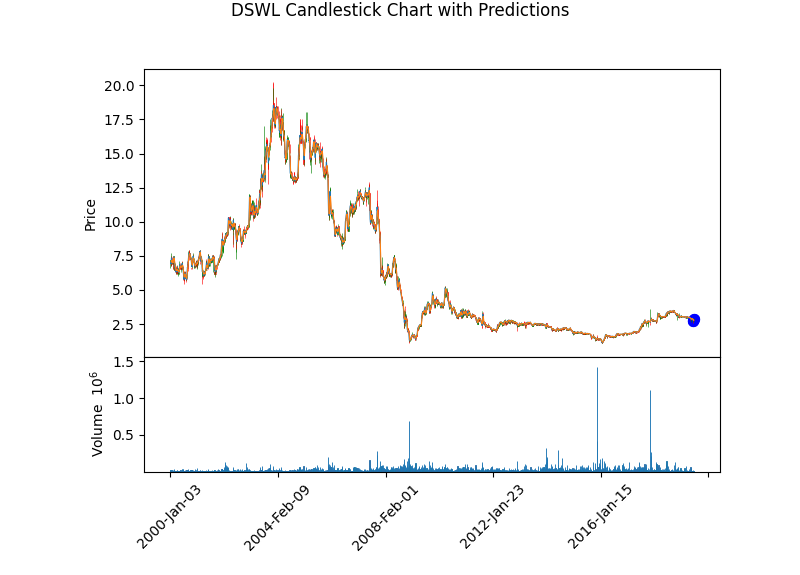 DSWL Candlestick Chart with Predictions
20.0
17.5
15.0
12.5
10.0
7.5
5.0
2.5
Price
1.5
1.0
0.5
Volume 10^6
2000-Jan-03
2004-Feb-09
2008-Feb-01
2012-Jan-23
2016-Jan-15